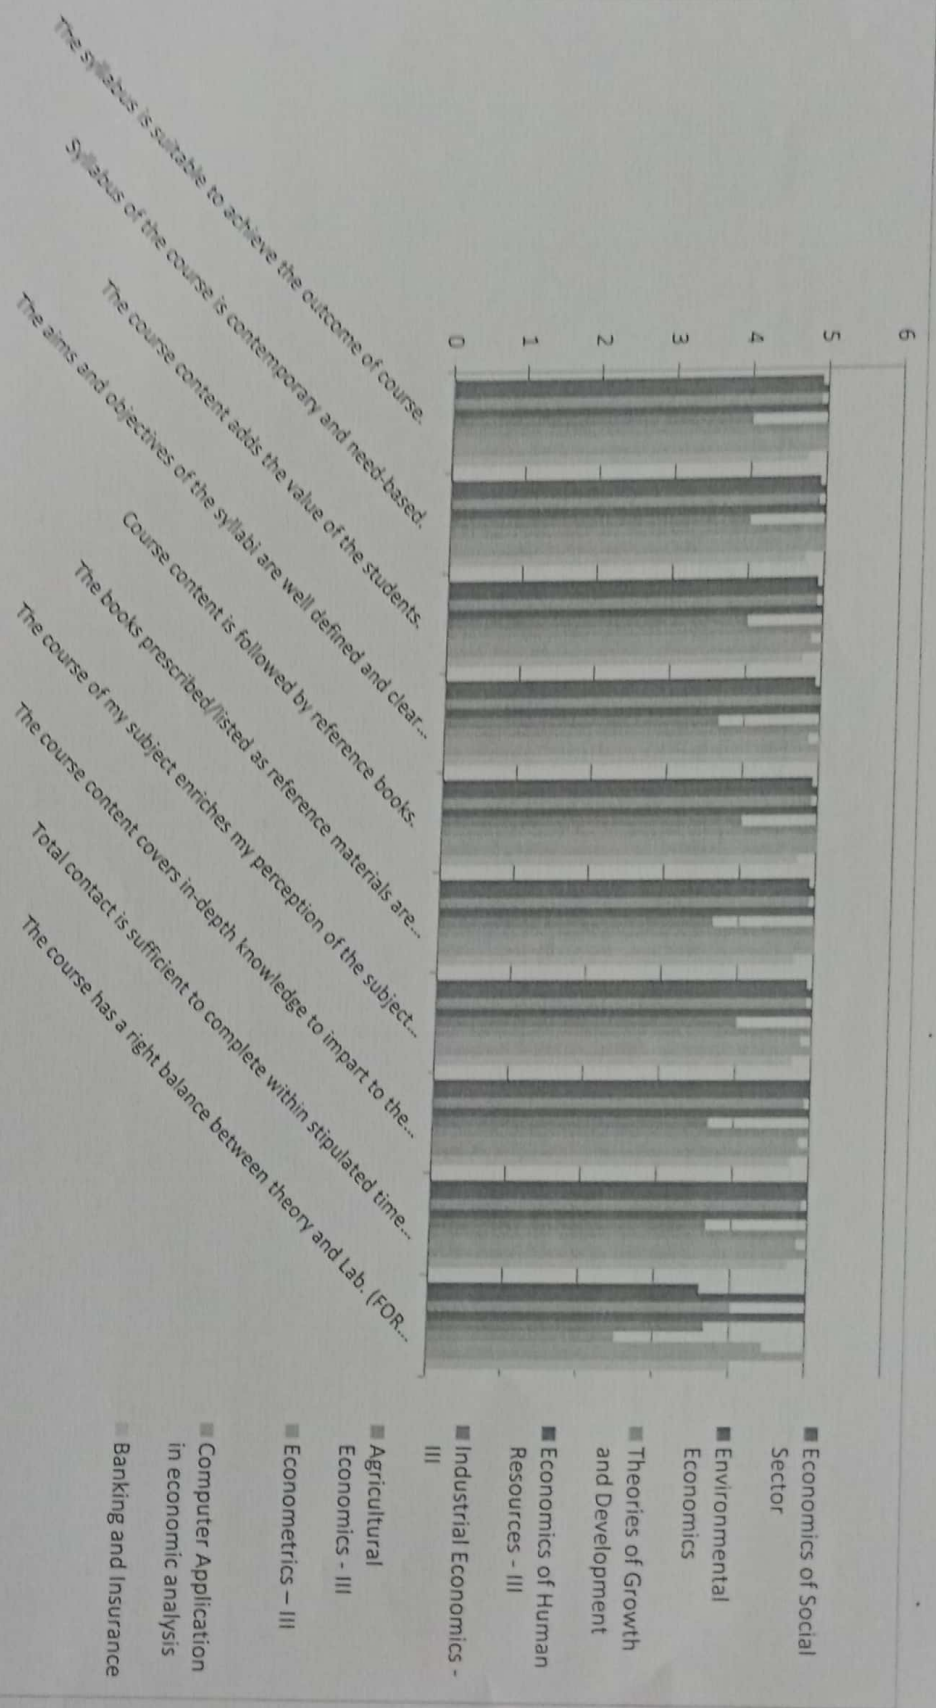 6
5
4
3
2
1
0
The syllabus is suitable to achieve the outcome of course.
Syllabus of the course is contemporary and need-based.
The course content adds the value of the students.
The aims and objectives of the syllabi are well defined and clear...
Course content is followed by reference books.
The books prescribed/listed as reference materials are...
The course of my subject enriches my perception of the subject...
The course content covers in-depth knowledge to impart to the...
Total contact is sufficient to complete within stipulated time...
The course has a right balance between theory and Lab. (FOR...
Economics of Social
Sector
Environmental
Economics
Theories of Growth
and Development
Economics of Human
Resources - III
Industrial Economics -
III
Agricultural
Economics - III
Econometrics – III
Computer Application
in economic analysis
Banking and Insurance